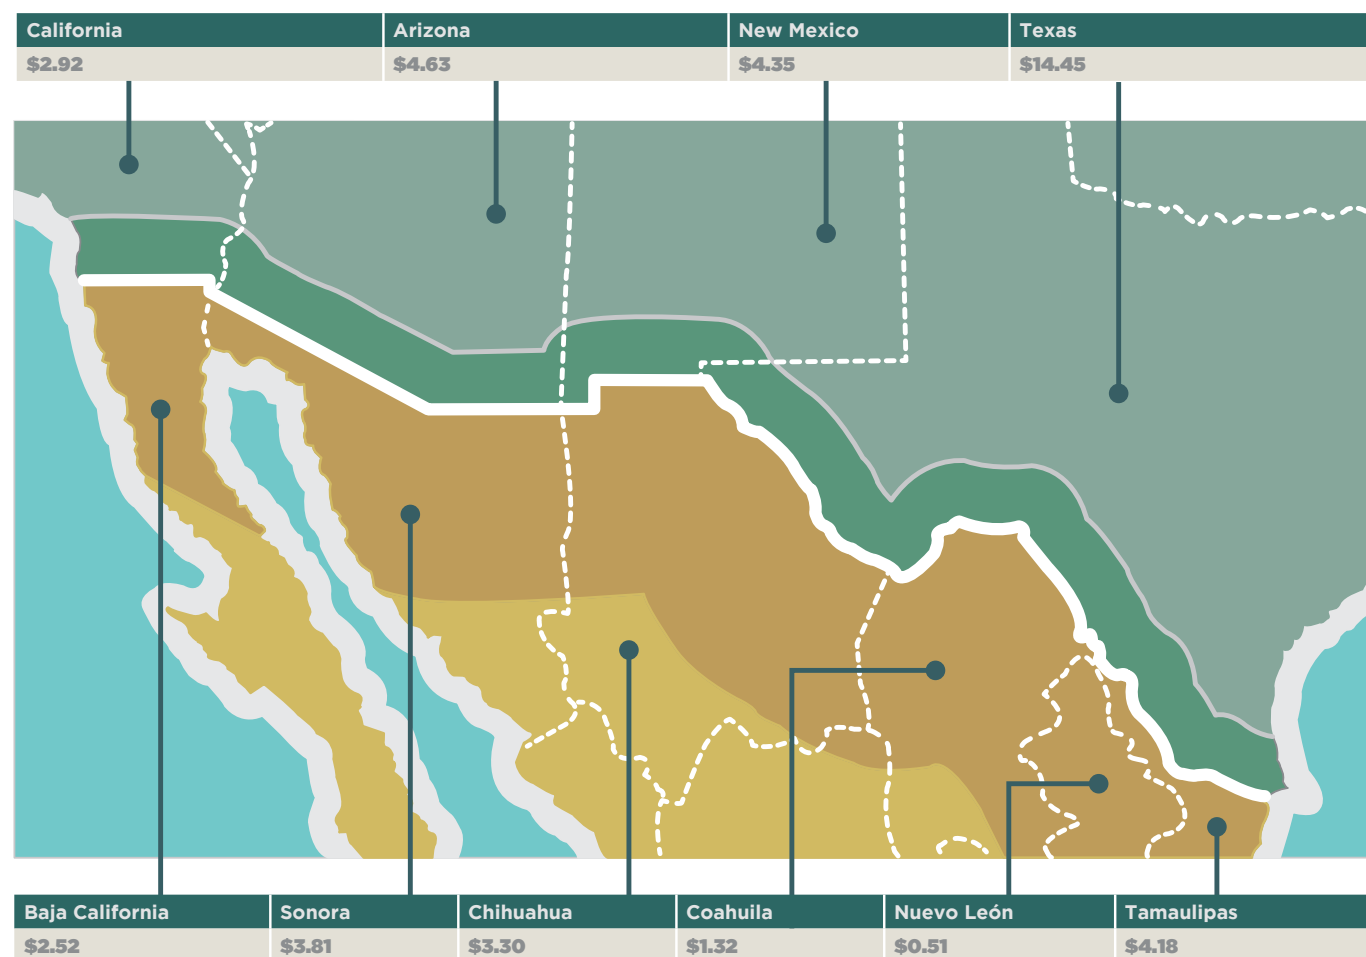 California Arizona New Mexico Texas
$2.92 $4.63 $4.35 $14.45
Baja California Sonora Chihuahua Coahuila Nuevo León Tamaulipas
$2.52 $3.81 $3.30 $1.32 $0.51 $4.18